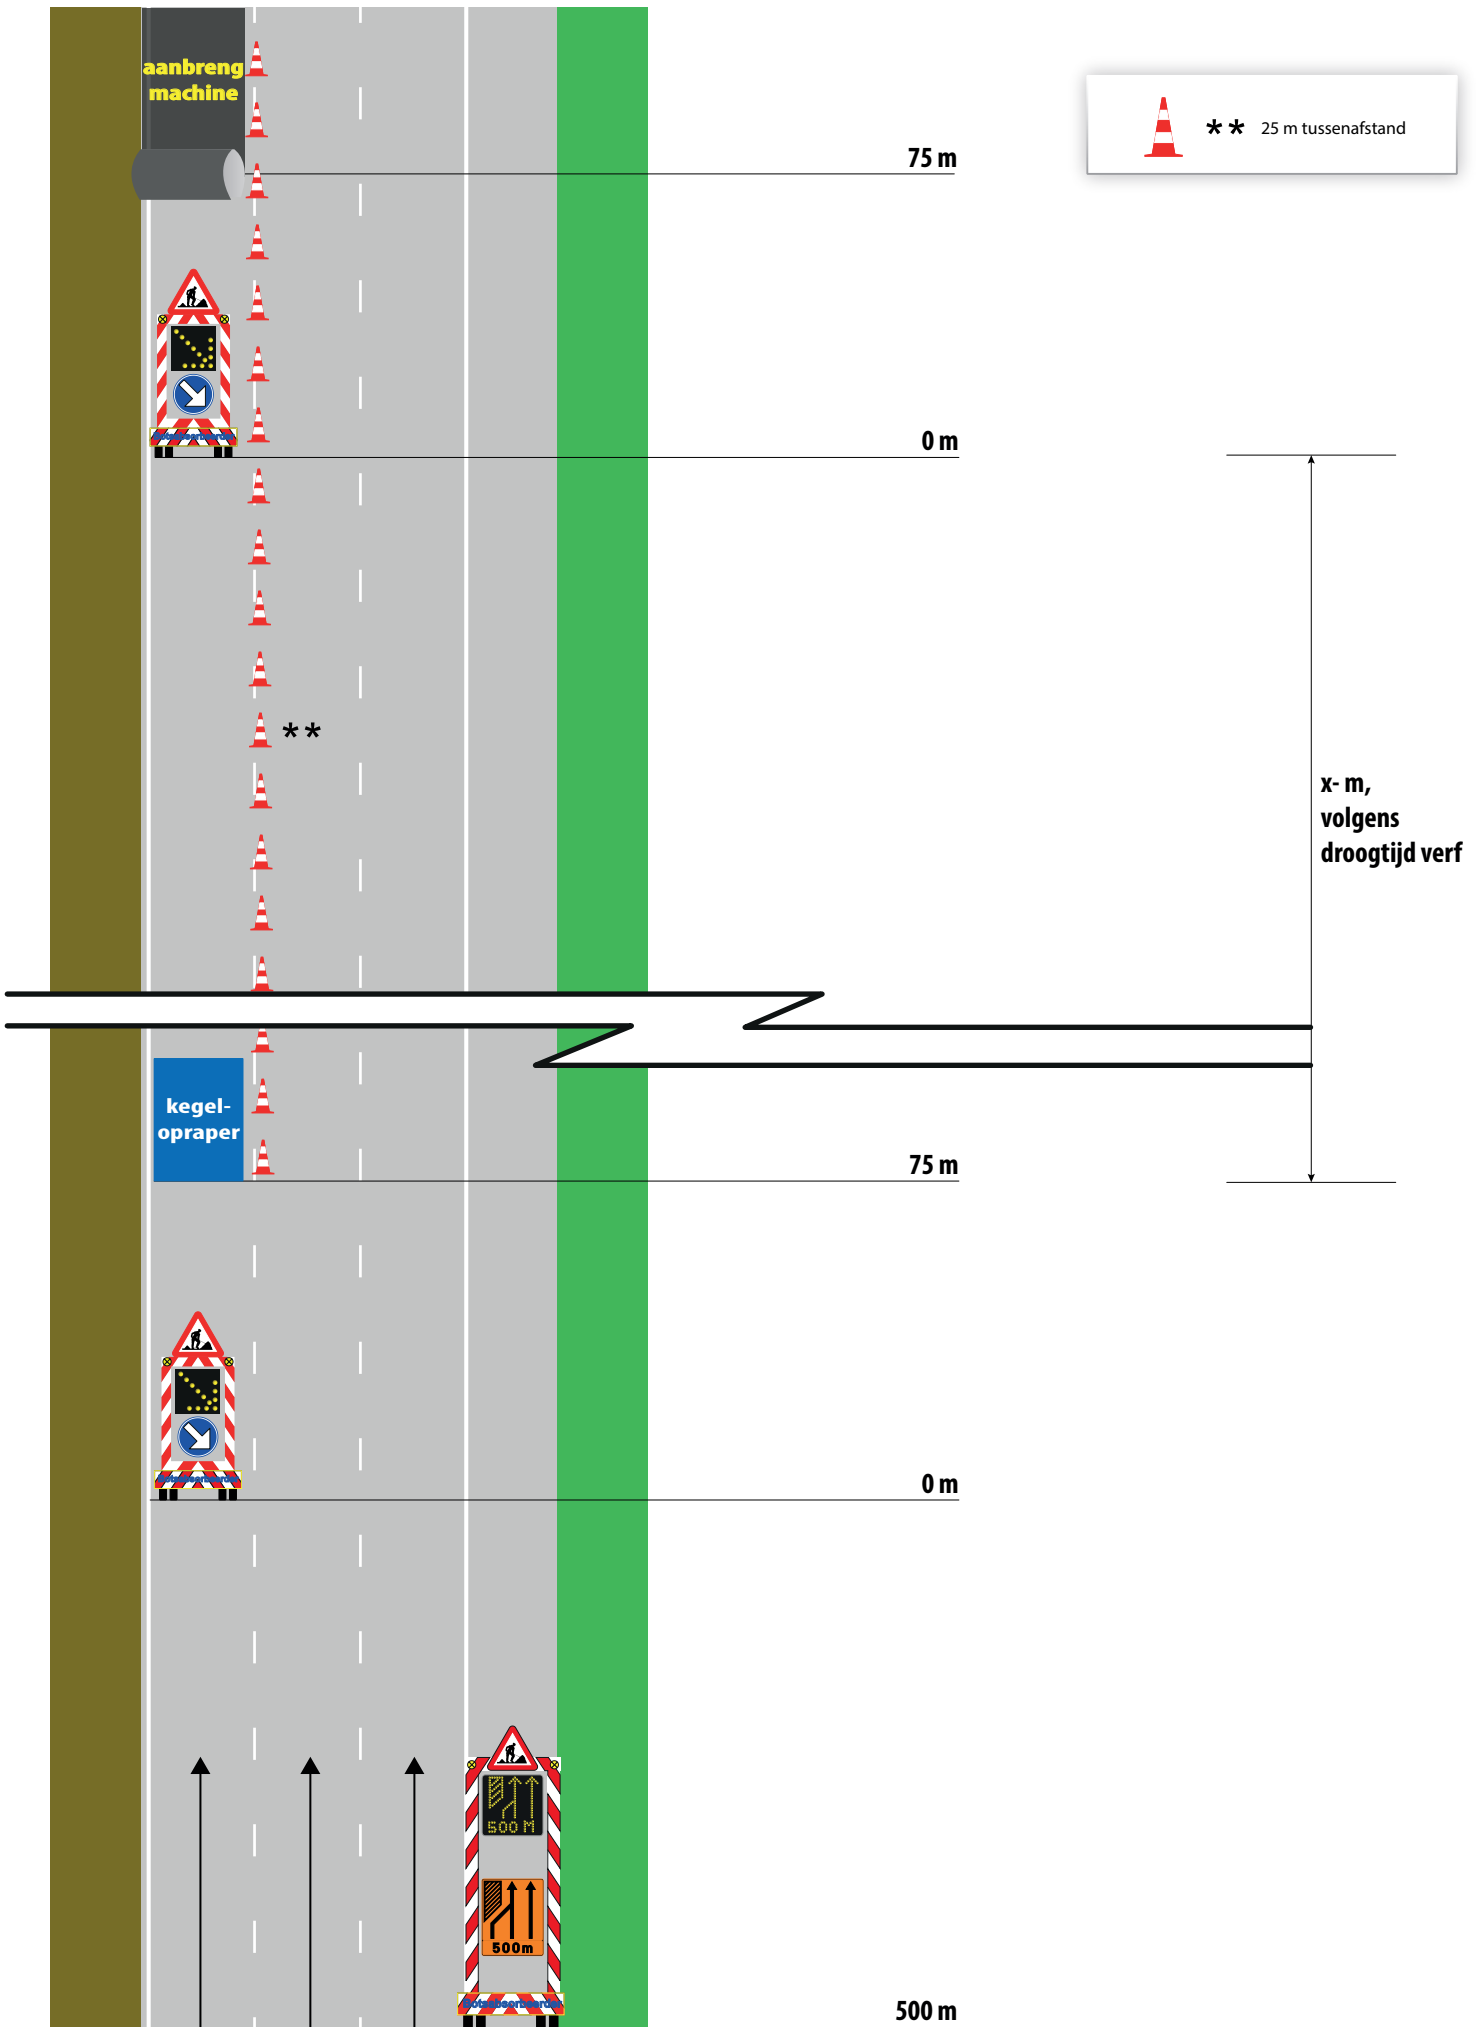 aanbreng
machine
** 25 m tussenafstand
75 m
0 m
**
x- m,
volgens
droogtijd verf
kegel-
opraper
75 m
0 m
500 M
500m
500 m